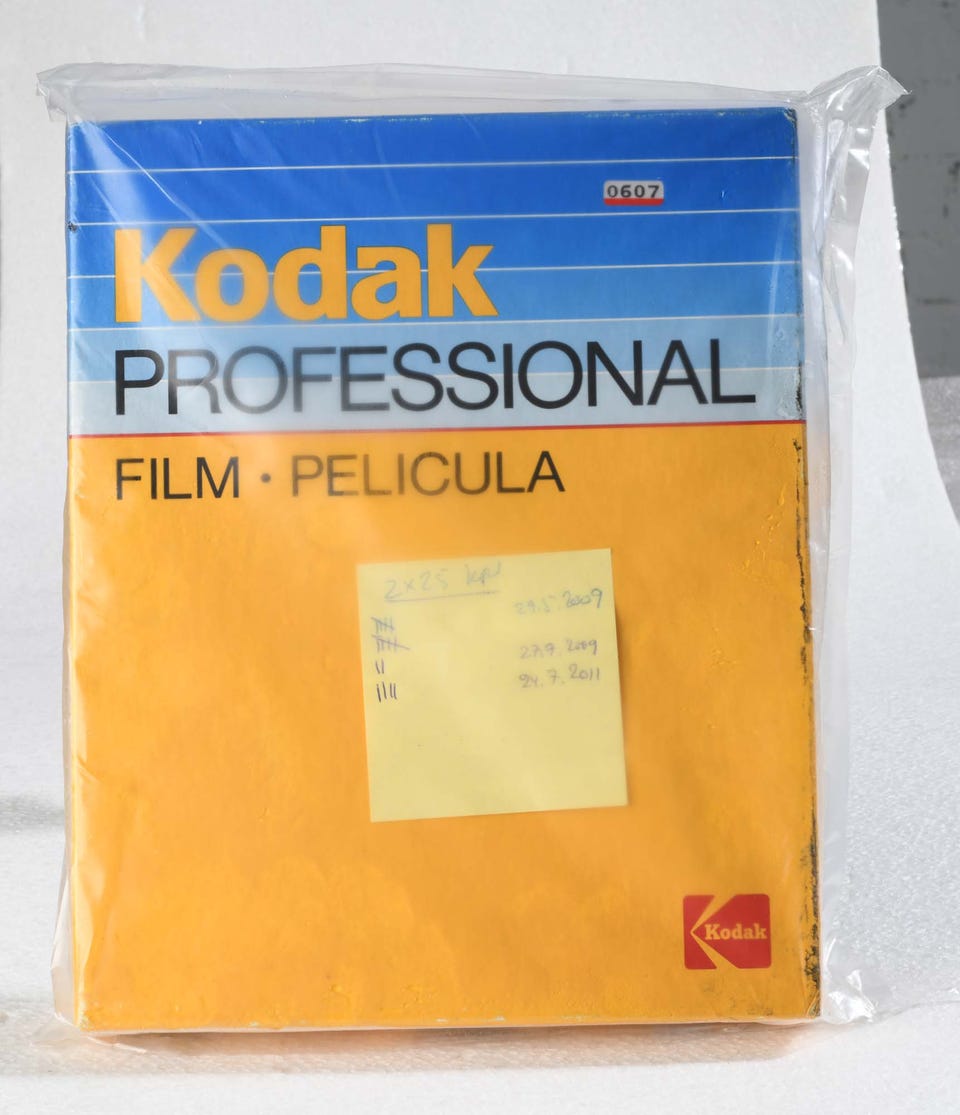 0607
Kodak
PROFESSIONAL
FILM • PELICULA
2x25 kpl
29.5.2009
27.9.2009
24.7.2011
Kodak